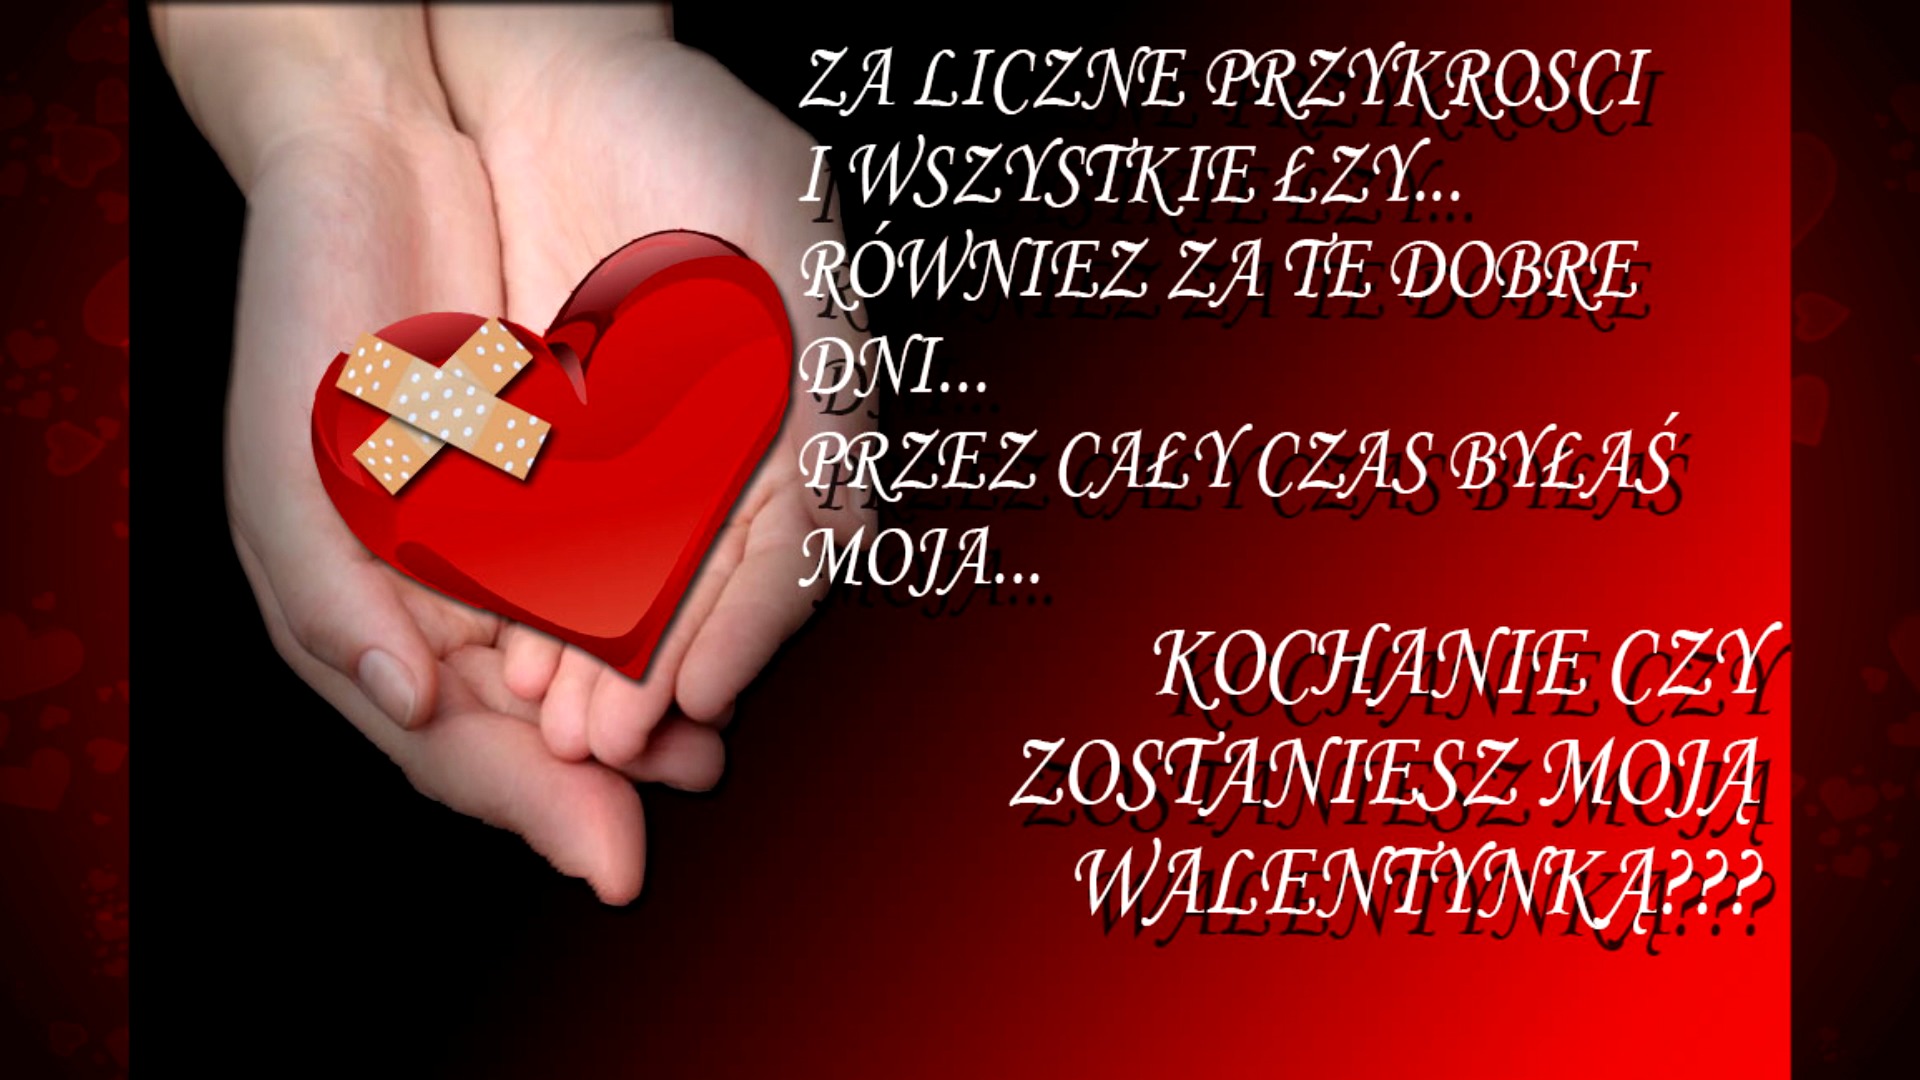 ZA LICZNE PRZYKROSCI
I WSZYSTKIE ŁZY...
RÓWNIEZ ZA TE DOBRE
DNI...
PRZEZ CAŁY CZAS BYŁAŚ
MOJA...
KOCHANIE CZY
ZOSTANIESZ MOJĄ
WALENTYNKĄ???